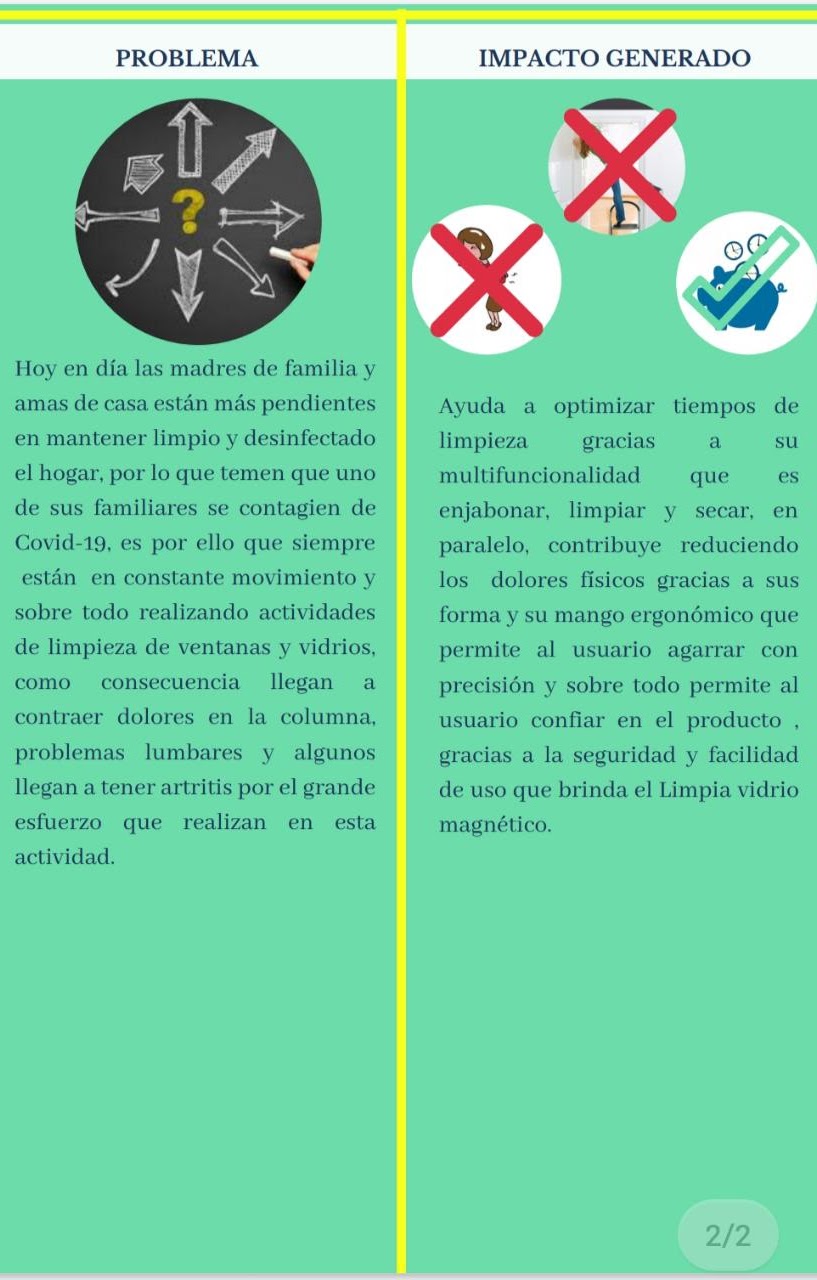 PROBLEMA
Hoy en día las madres de familia y
amas de casa están más pendientes
en mantener limpio y desinfectado
el hogar, por lo que temen que uno
de sus familiares se contagien de
Covid-19, es por ello que siempre
están en constante movimiento y
sobre todo realizando actividades
de limpieza de ventanas y vidrios,
como consecuencia llegan a
contraer dolores en la columna,
problemas lumbares y algunos
llegan a tener artritis por el grande
esfuerzo que realizan en esta
actividad.
IMPACTO GENERADO
Ayuda a optimizar tiempos de
limpieza gracias a su
multifuncionalidad que es
enjabonar, limpiar y secar, en
paralelo, contribuye reduciendo
los dolores físicos gracias a sus
forma y su mango ergonómico que
permite al usuario agarrar con
precisión y sobre todo permite al
usuario confiar en el producto ,
gracias a la seguridad y facilidad
de uso que brinda el Limpia vidrio
magnético.
?
2/2